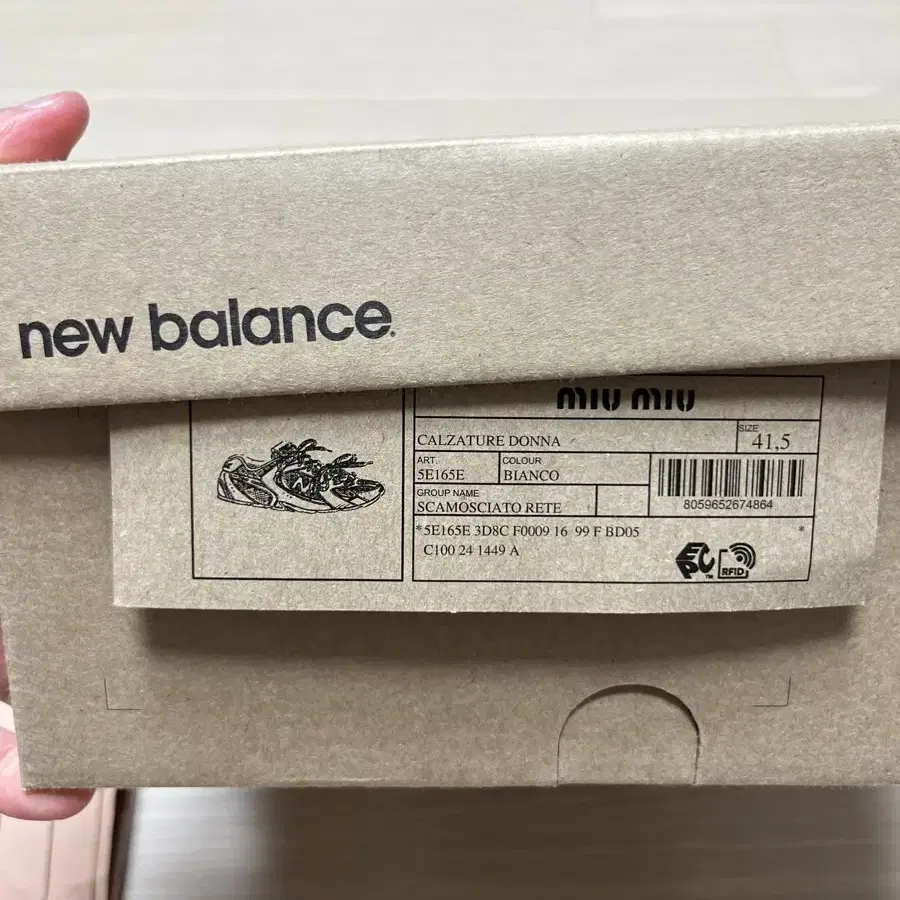 new balance
miu miu
CALZATURE DONNA
SIZE
41,5
ART.
5E165E
COLOUR
BIANCO
8059652674864
GROUP NAME
SCAMOSCIATO RETE
*5E165E 3D8C F0009 16 99 F BD05 *
C100 24 1449 A
EPC™
RFID